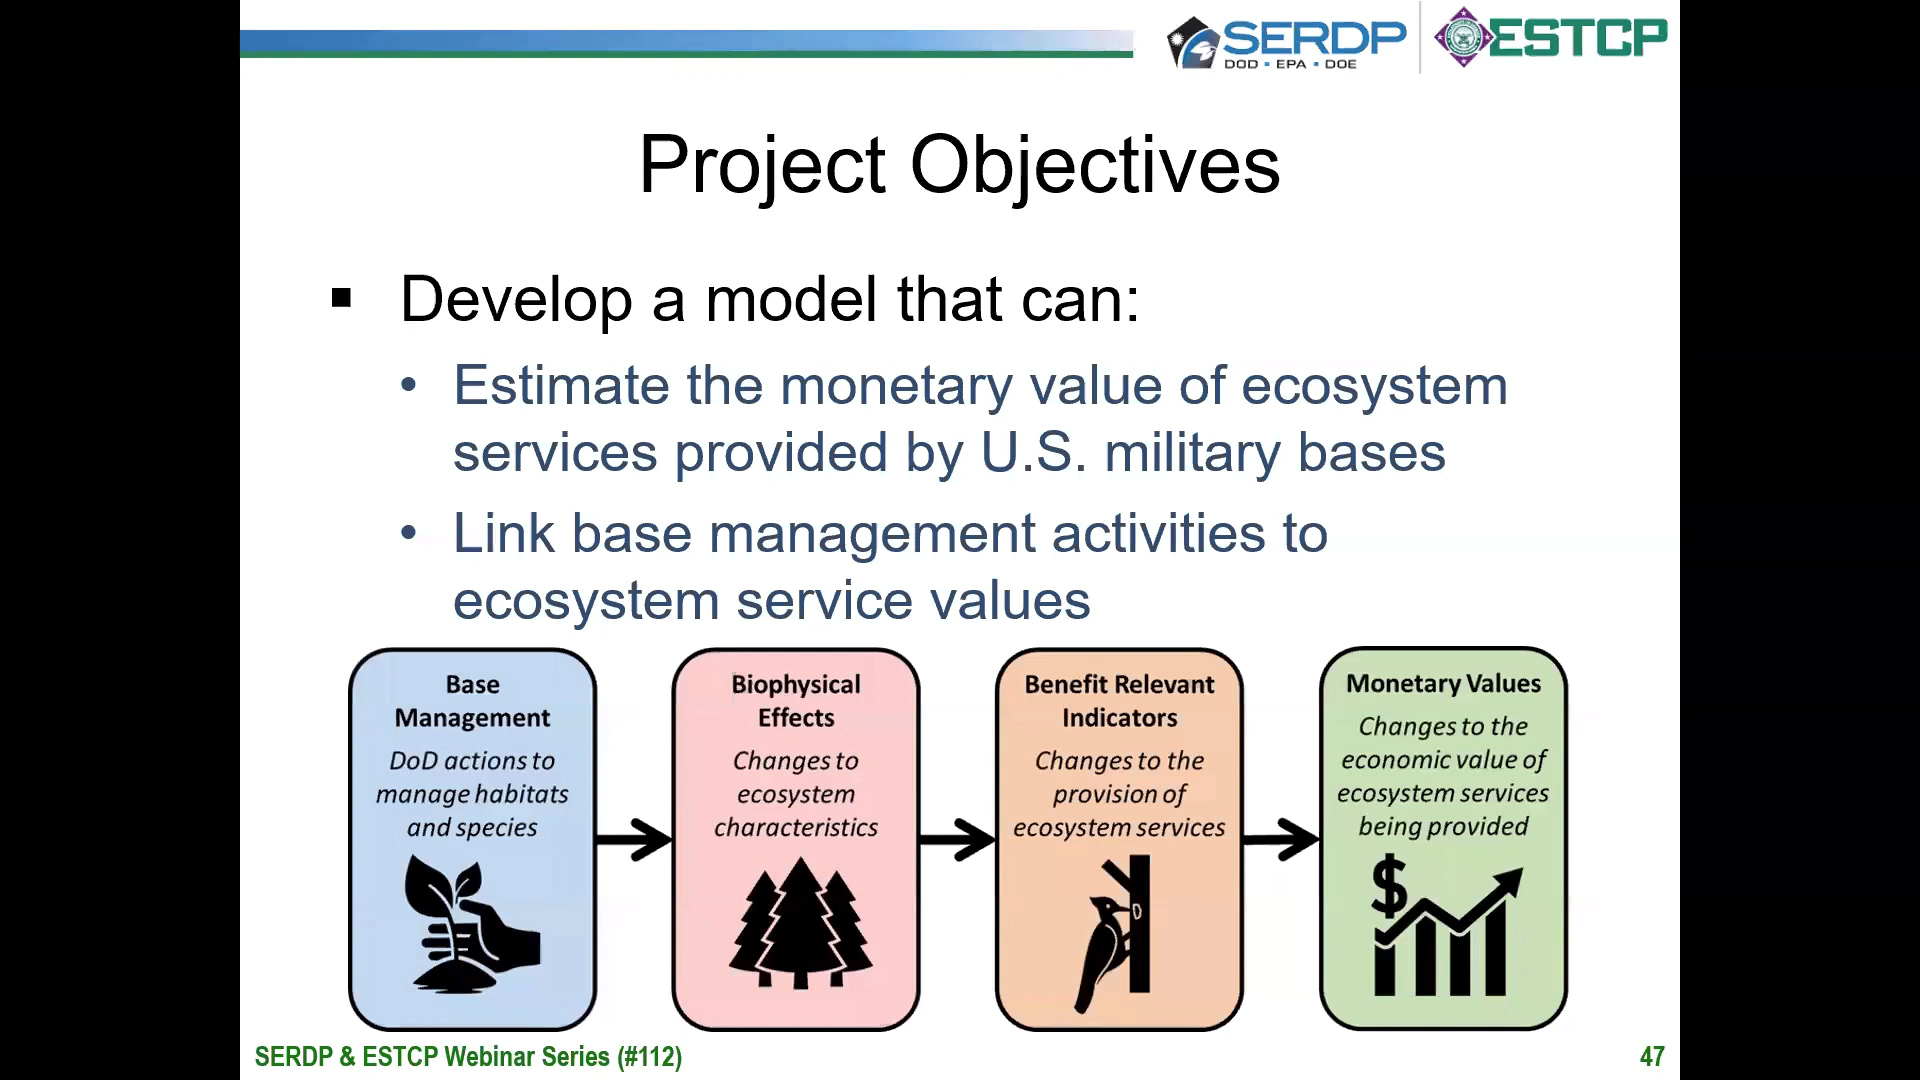 SERDP
DOD • EPA • DOE
ESTCP
Project Objectives
▪ Develop a model that can:
• Estimate the monetary value of ecosystem
services provided by U.S. military bases
• Link base management activities to
ecosystem service values
Base
Management
DoD actions to
manage habitats
and species
Biophysical
Effects
Changes to
ecosystem
characteristics
Benefit Relevant
Indicators
Changes to the
provision of
ecosystem services
Monetary Values
Changes to the
economic value of
ecosystem services
being provided
$
SERDP & ESTCP Webinar Series (#112)
47